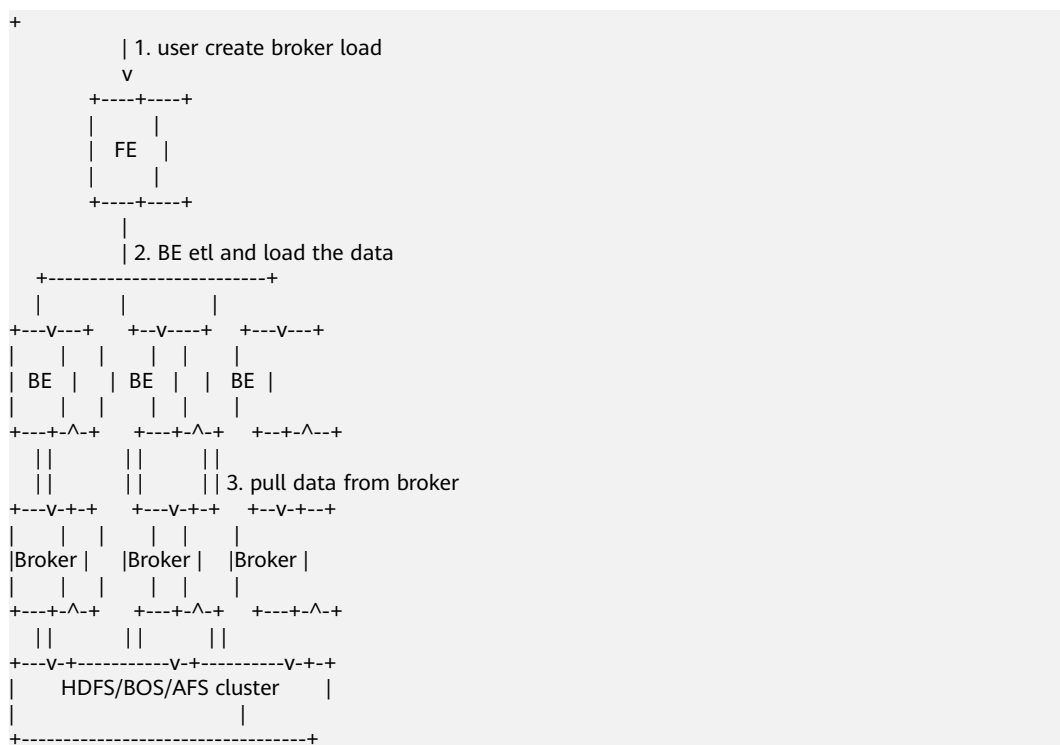 +
| 1. user create broker load
v
+----+----+
|       |
|   FE   |
|       |
+----+----+
|
| 2. BE etl and load the data
+---------------------------+
|       |       |
+---v---+   +--v----+   +---v---+
|   |   |   |   |   |
|  BE  |   |  BE  |   |  BE  |
|   |   |   |   |   |
+---+-^-+   +---+-^-+   +--+-^--+
| |       | |       | |
| |       | |       | | 3. pull data from broker
+---v-+-+   +---v-+-+   +--v-+--+
|   |   |   |   |   |
|Broker |   |Broker |   |Broker |
|   |   |   |   |   |
+---+-^-+   +---+-^-+   +---+-^-+
| |       | |       | |
+---v-+-----------v-+----------v-+-+
|     HDFS/BOS/AFS cluster     |
|                 |
+----------------------------------+